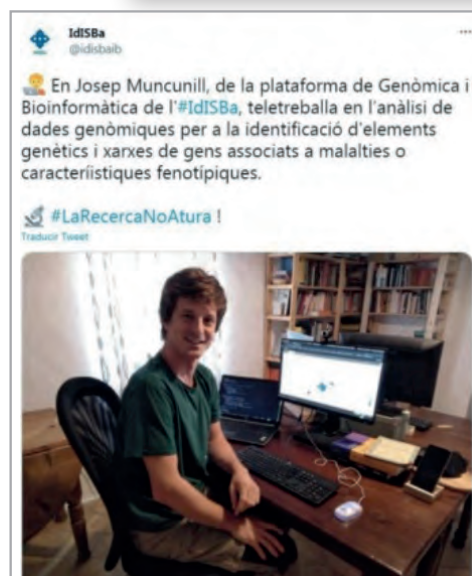 IdISBa
@idisbaib
En Josep Muncunill, de la plataforma de Genòmica i
Bioinformàtica de l'#IdISBa, teletreballa en l'anàlisi de
dades genòmiques per a la identificació d'elements
genètics i xarxes de gens associats a malalties o
caracteríistiques fenotípiques.
#LaRecercaNoAtura !
Traducir Tweet